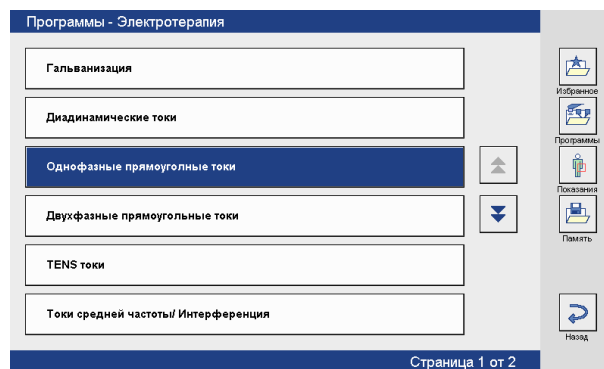 Программы - Электротерапия
Гальванизация
Диадинамические токи
Однофазные прямоуголные токи
Двухфазные прямоугольные токи
TENS токи
Токи средней частоты/ Интерференция
Страница 1 от 2
Избранное
Программы
Показания
Память
Назад